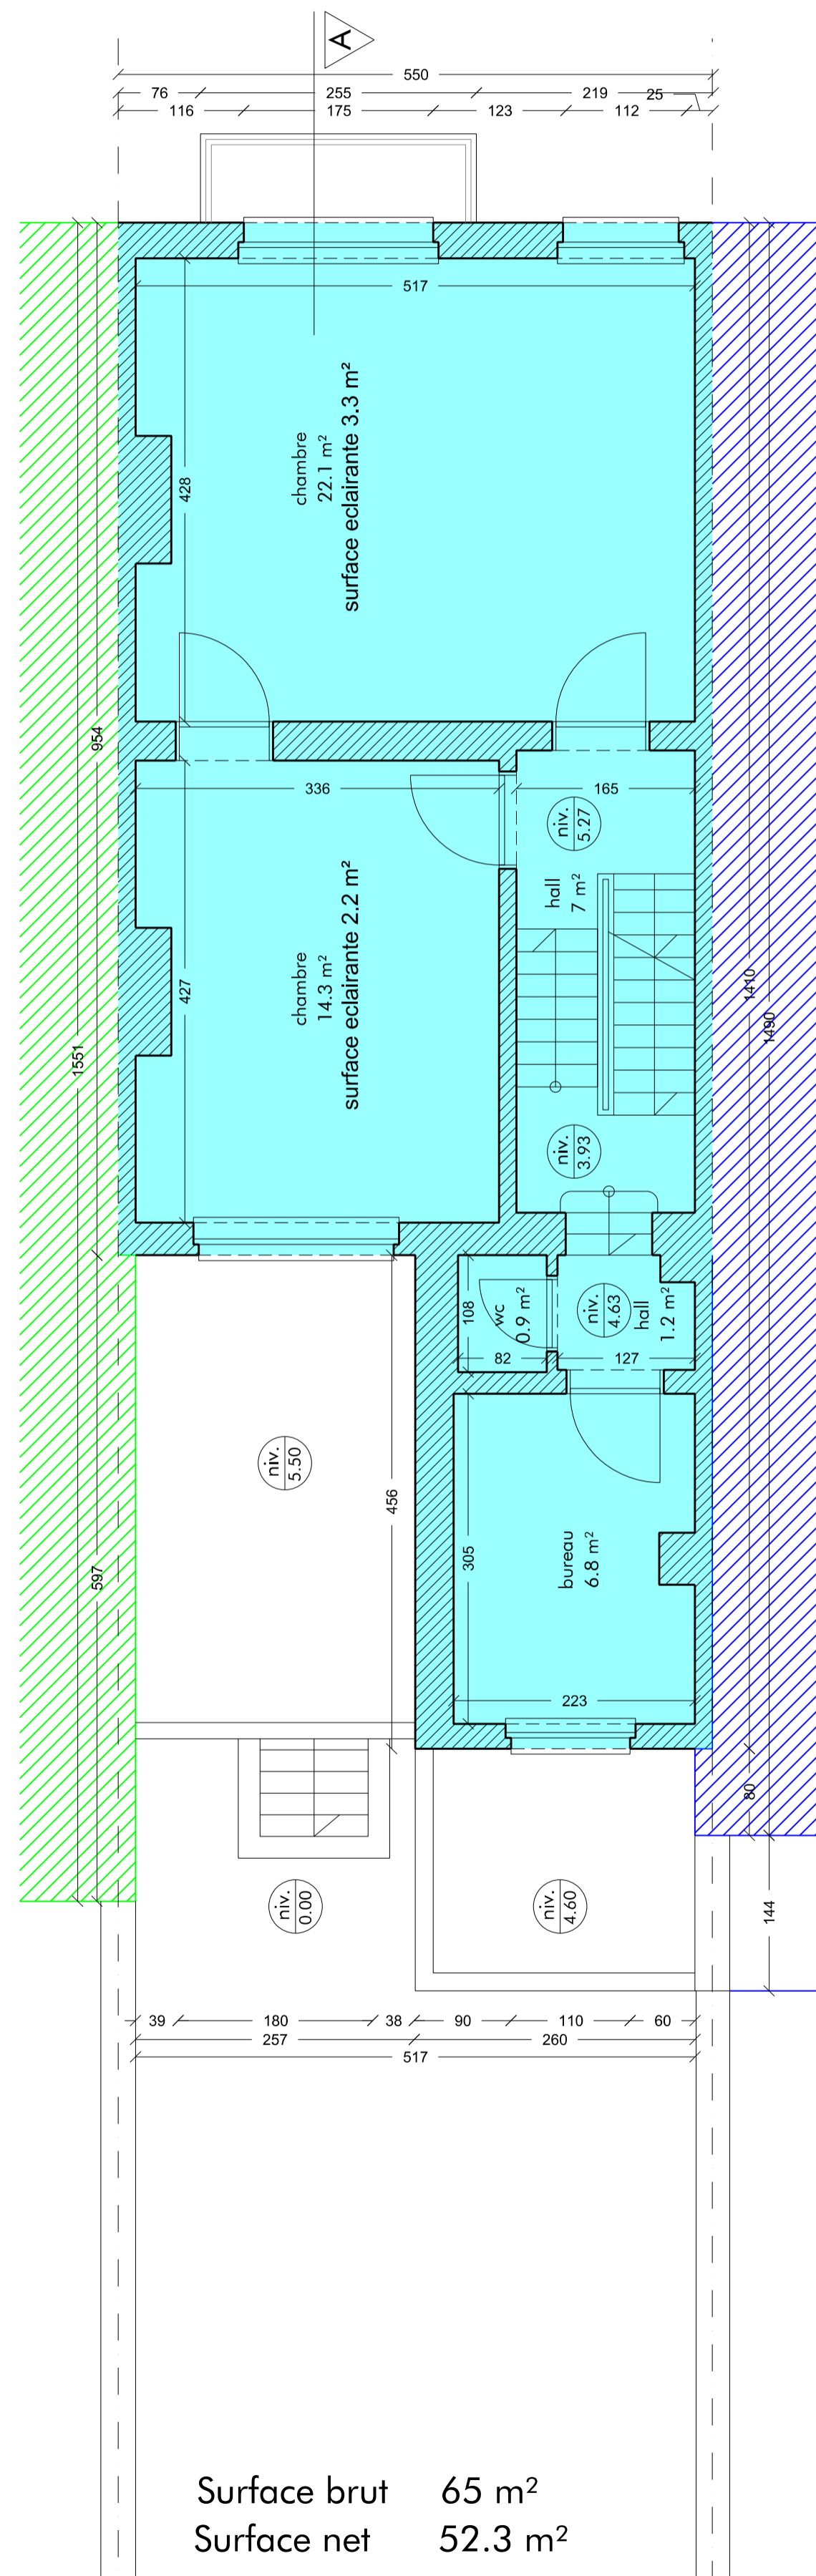 A
550
76 255 219 25
116 175 123 112
517
chambre
22.1 m²
surface eclairante 3.3 m²
428
954
336
165
niv.
5.27
hall
7 m²
chambre
14.3 m²
surface eclairante 2.2 m²
427
1551
1410
1490
niv.
3.93
108
wc
0.9 m²
82
niv.
4.63
hall
1.2 m²
127
niv.
5.50
456
305
bureau
6.8 m²
597
223
80
niv.
0.00
niv.
4.60
144
39 180 38 90 110 60
257 260
517
Surface brut 65 m²
Surface net 52.3 m²